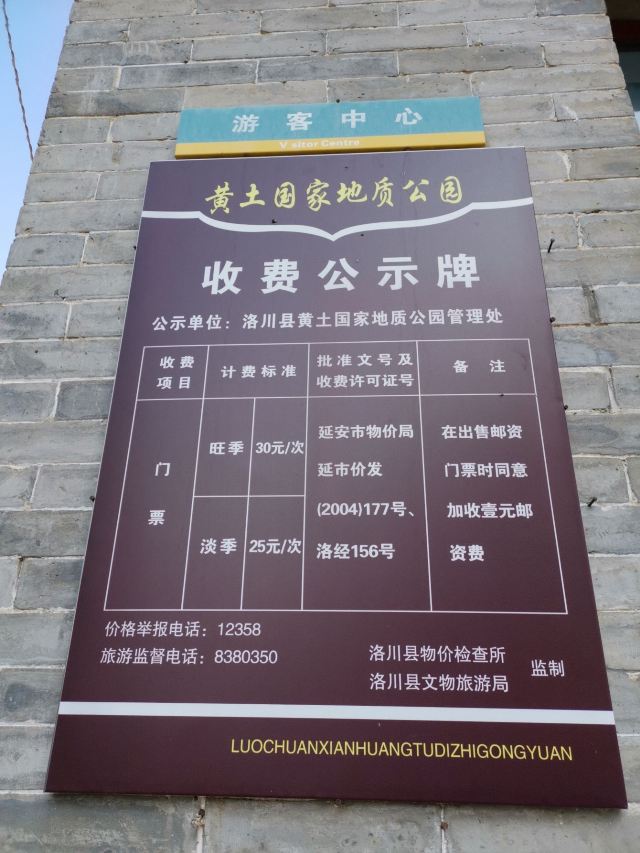 游客中心
V sitor Centre
黄土国家地质公园
收费公示牌
公示单位：洛川县黄土国家地质公园管理处
收费项目 计费标准 批准文号及收费许可证号 备注
门票
旺季 30元/次
淡季 25元/次
延安市物价局
延市价发
(2004)177号、
洛经156号
在出售邮资
门票时同意
加收壹元邮
资费
价格举报电话：12358
旅游监督电话：8380350
洛川县物价检查所
洛川县文物旅游局
监制
LUOCHUANXIANHUANGTUDIZHIGONGYUAN